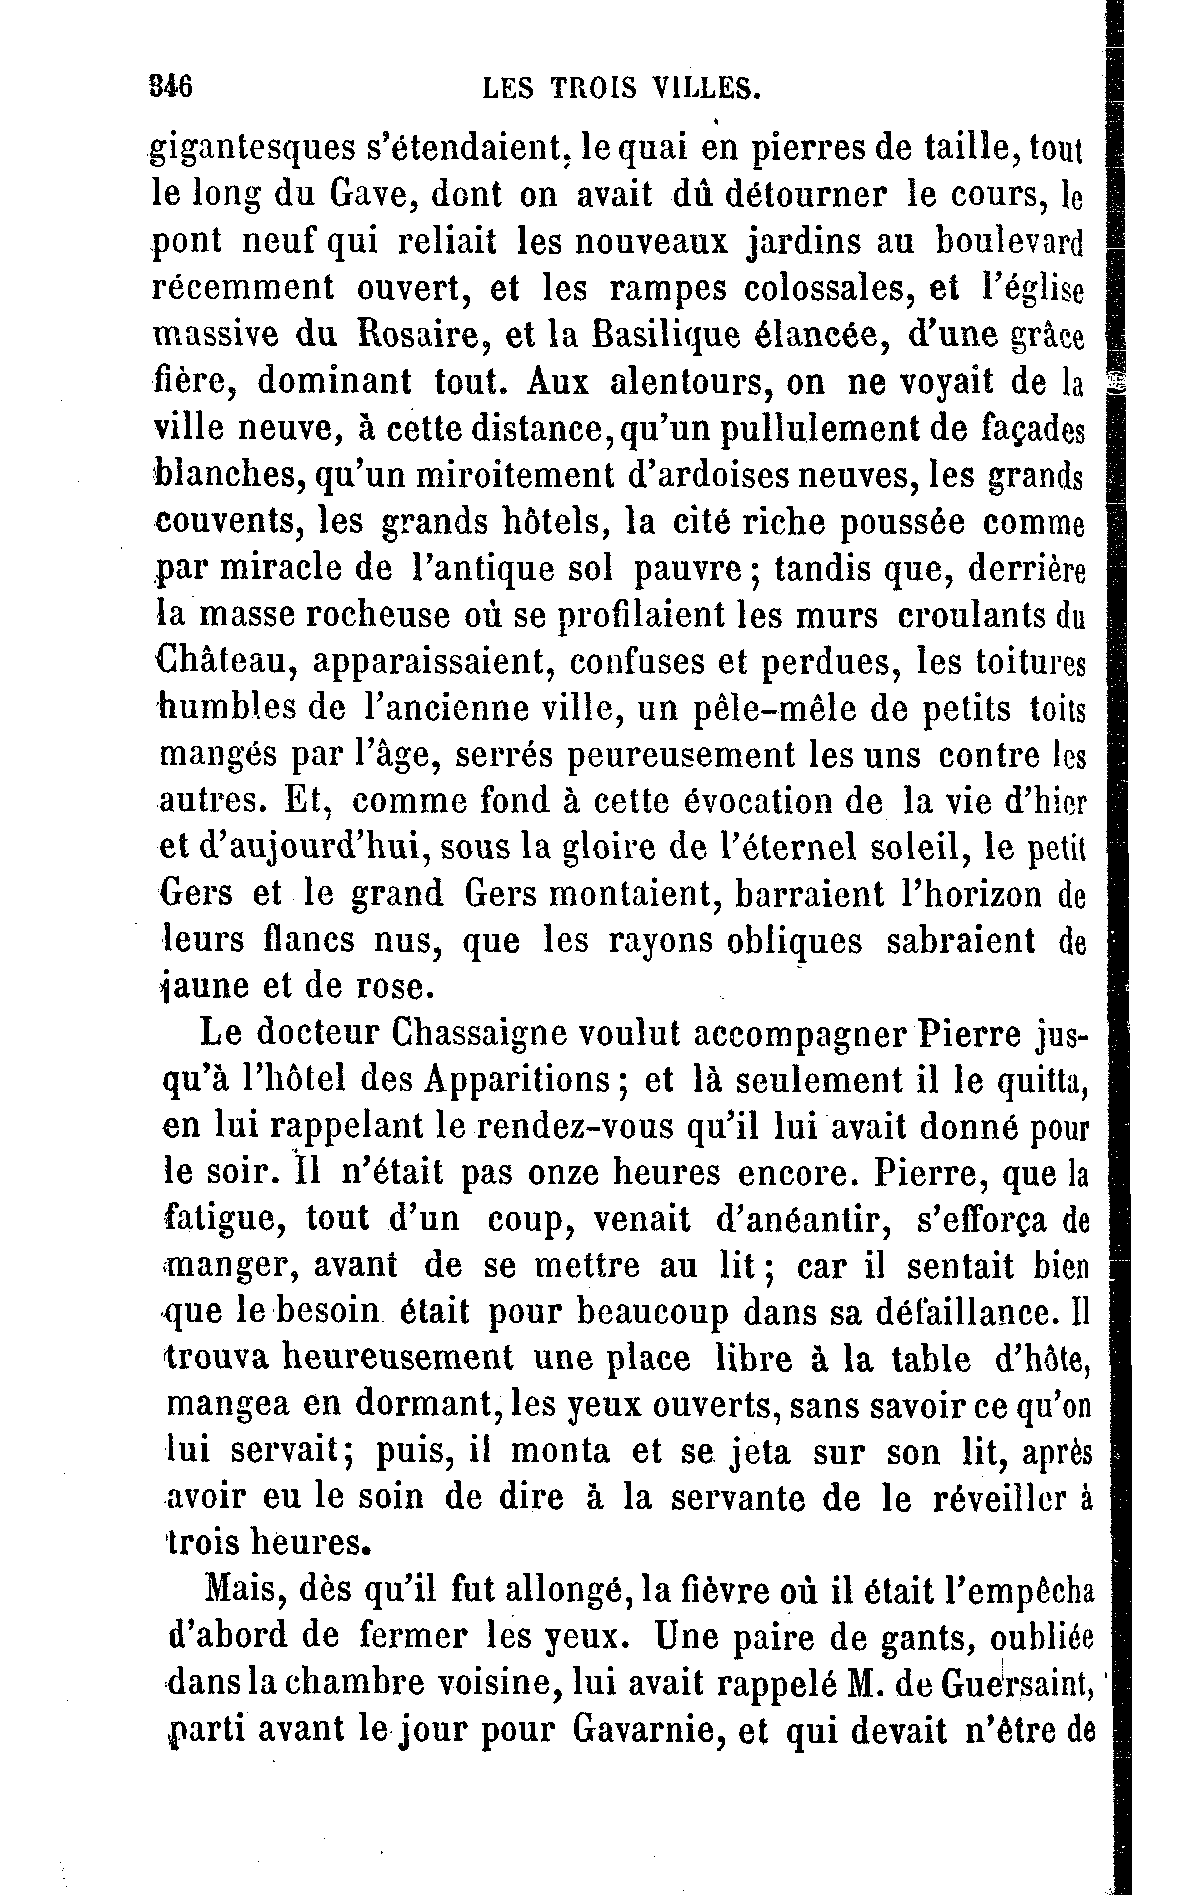 346 LES TROIS VILLES.
gigantesques s'étendaient, le quai en pierres de taille, tout
le long du Gave, dont on avait dû détourner le cours, le
pont neuf qui reliait les nouveaux jardins au boulevard
récemment ouvert, et les rampes colossales, et l'église
massive du Rosaire, et la Basilique élancée, d'une grâce
fière, dominant tout. Aux alentours, on ne voyait de la
ville neuve, à cette distance, qu'un pullulement de façades
blanches, qu'un miroitement d'ardoises neuves, les grands
couvents, les grands hôtels, la cité riche poussée comme
par miracle de l'antique sol pauvre ; tandis que, derrière
la masse rocheuse où se profilaient les murs croulants du
Château, apparaissaient, confuses et perdues, les toitures
humbles de l'ancienne ville, un pêle-mêle de petits toits
mangés par l'âge, serrés peureusement les uns contre les
autres. Et, comme fond à cette évocation de la vie d'hier
et d'aujourd'hui, sous la gloire de l'éternel soleil, le petit
Gers et le grand Gers montaient, barraient l'horizon de
leurs flancs nus, que les rayons obliques sabraient de
jaune et de rose.
Le docteur Chassaigne voulut accompagner Pierre jus-
qu'à l'hôtel des Apparitions ; et là seulement il le quitta,
en lui rappelant le rendez-vous qu'il lui avait donné pour
le soir. Il n'était pas onze heures encore. Pierre, que la
fatigue, tout d'un coup, venait d'anéantir, s'efforça de
manger, avant de se mettre au lit ; car il sentait bien
que le besoin était pour beaucoup dans sa défaillance. Il
trouva heureusement une place libre à la table d'hôte,
mangea en dormant, les yeux ouverts, sans savoir ce qu'on
lui servait ; puis, il monta et se jeta sur son lit, après
avoir eu le soin de dire à la servante de le réveiller à
trois heures.
Mais, dès qu'il fut allongé, la fièvre où il était l'empêcha
d'abord de fermer les yeux. Une paire de gants, oubliée
dans la chambre voisine, lui avait rappelé M. de Guersaint,
parti avant le jour pour Gavarnie, et qui devait n'être de